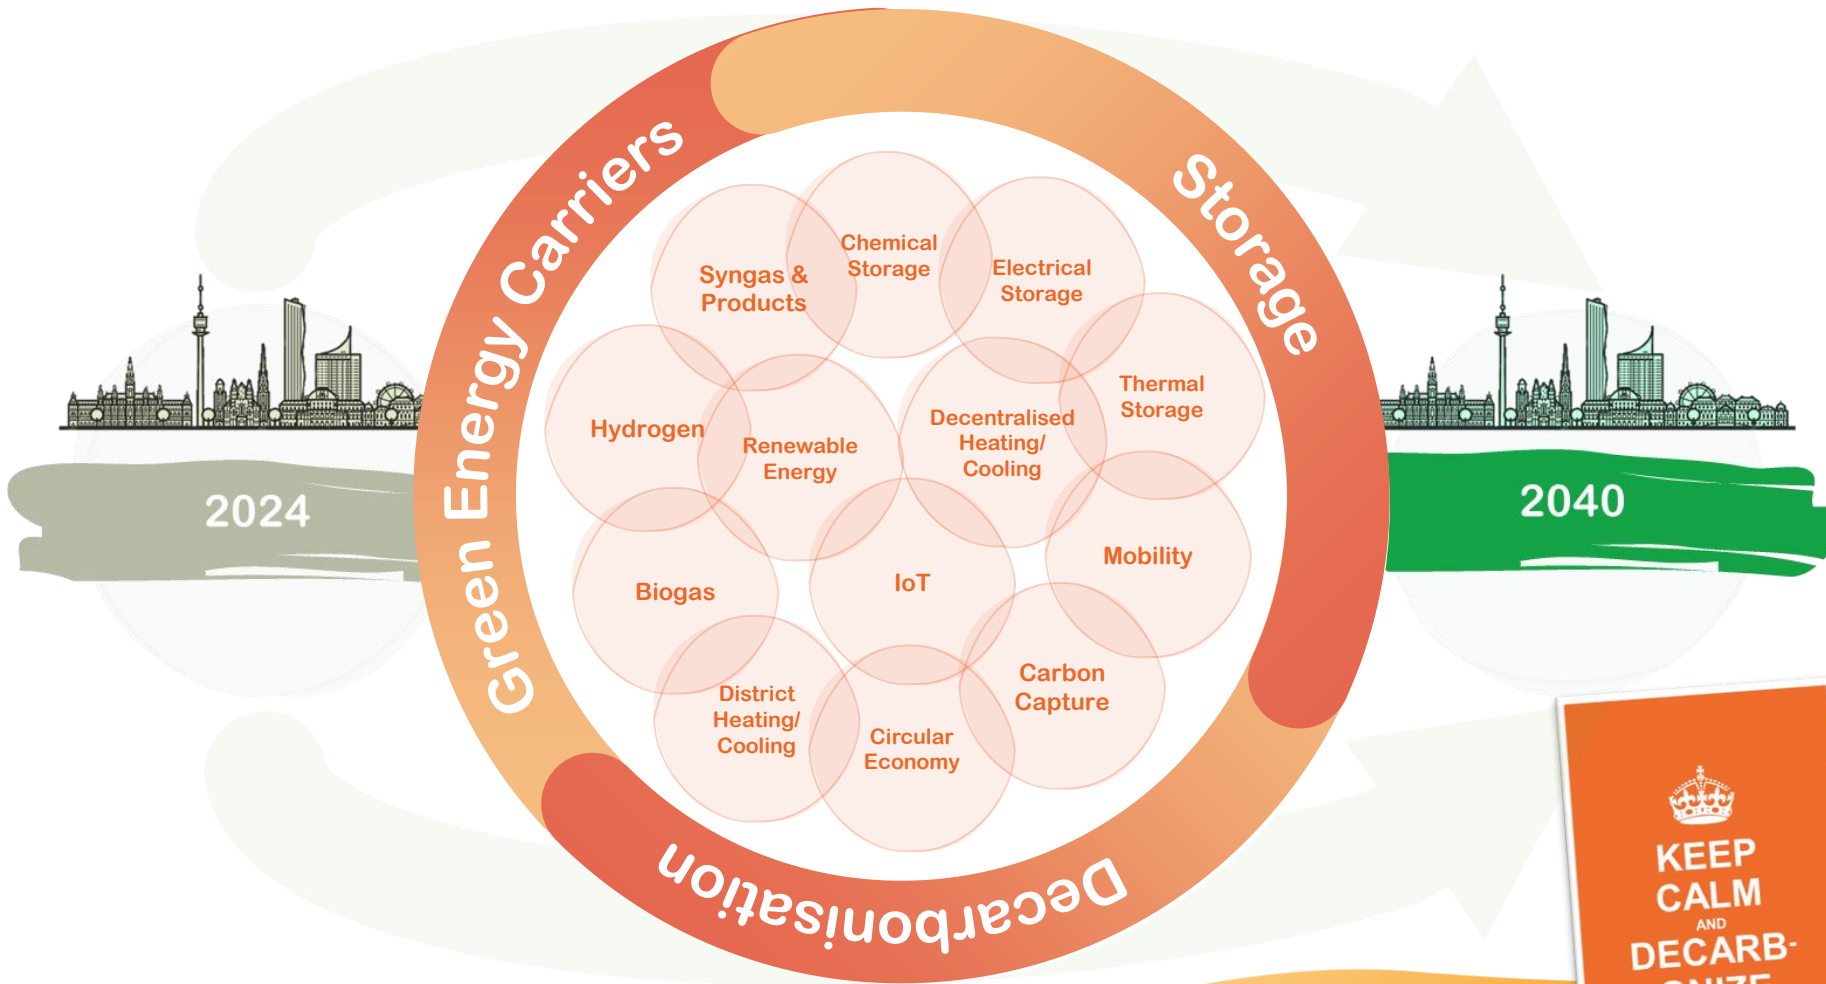 Green Energy Carriers
Storage
Decarbonisation
Chemical
Storage
Syngas &
Products
Electrical
Storage
Thermal
Storage
Hydrogen
Renewable
Energy
Decentralised
Heating/
Cooling
Mobility
IoT
Biogas
District
Heating/
Cooling
Circular
Economy
Carbon
Capture
2024
2040
KEEP
CALM
AND
DECARB-
ONIZE